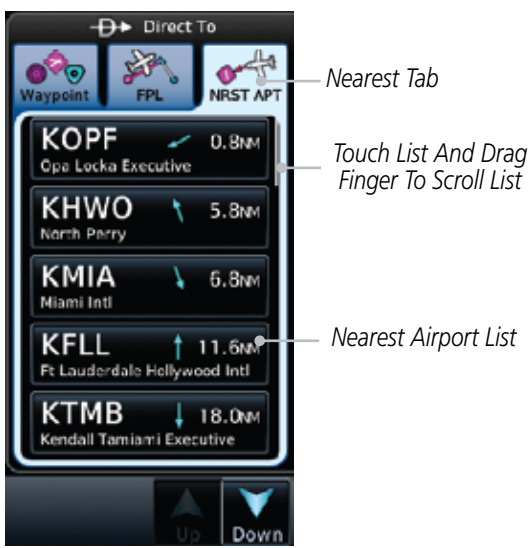 Direct To
Waypoint
FPL
NRST APT
Nearest Tab
KOPF
0.8NM
Opa Locka Executive
Touch List And Drag
Finger To Scroll List
KHWO
5.8NM
North Perry
KMIA
6.8NM
Miami Intl
KFLL
11.6NM
Ft Lauderdale Hollywood Intl
Nearest Airport List
KTMB
18.0NM
Kendall Tamiami Executive
Up
Down